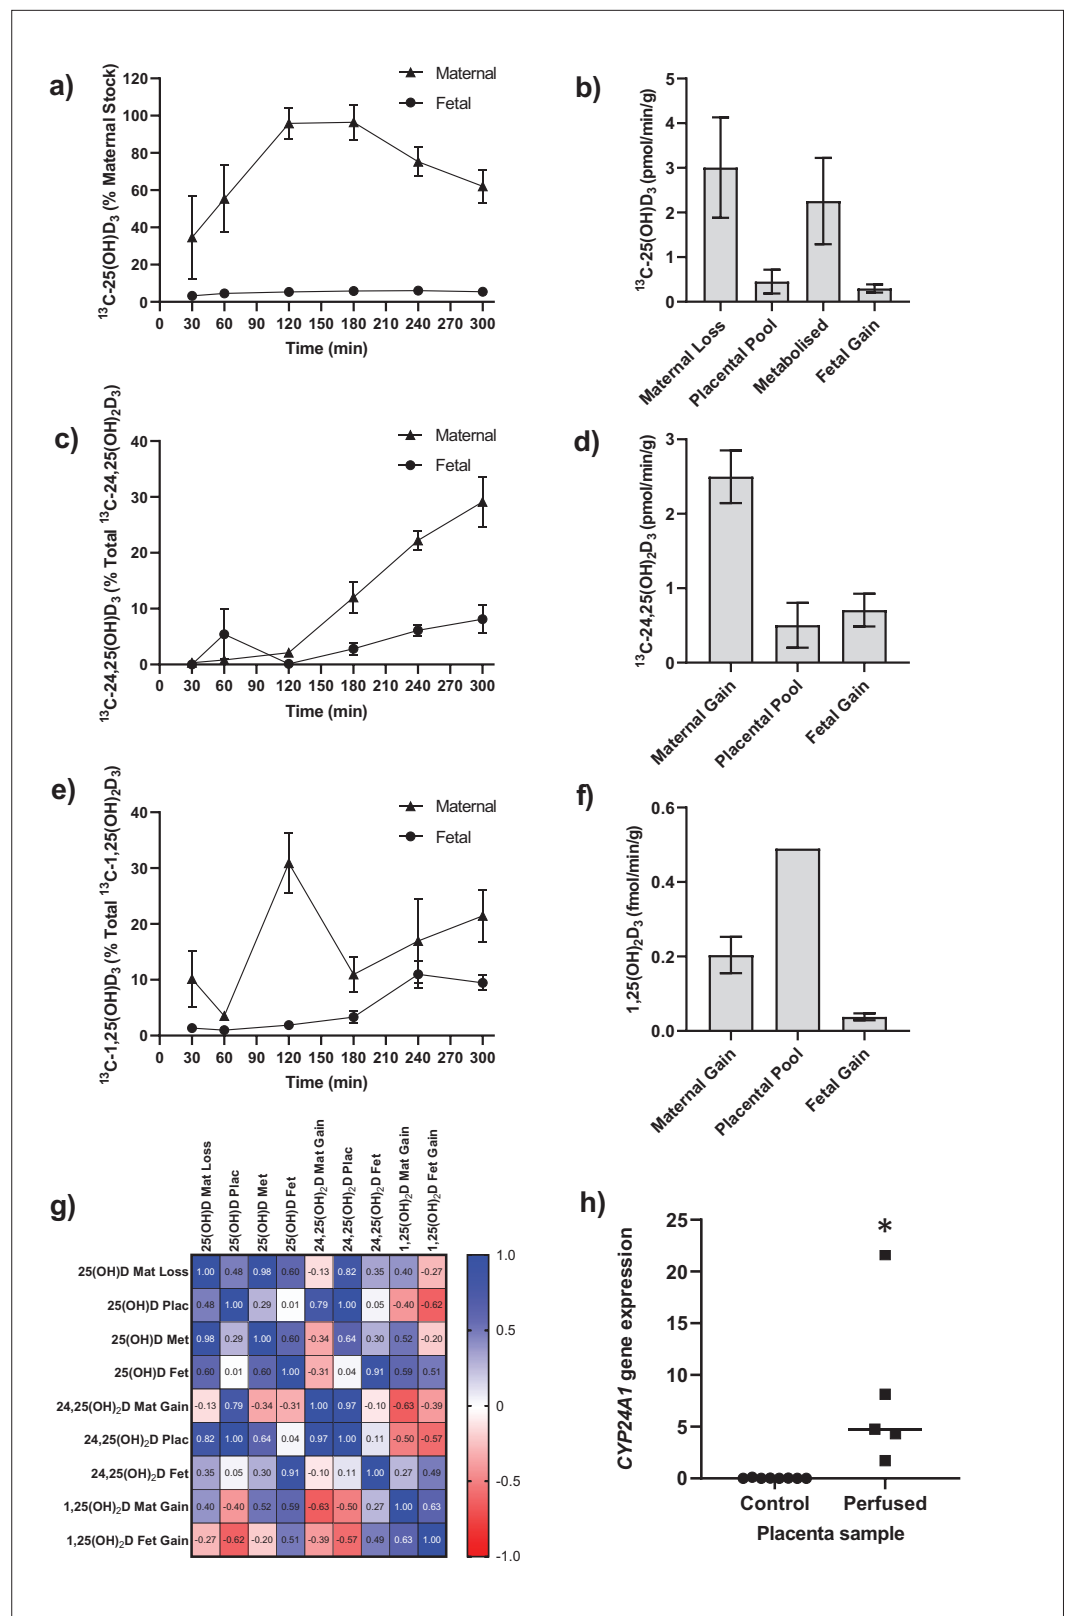 a)
¹³C-25(OH)D₃ (% Maternal Stock)
120
100
80
60
40
20
0
0 30 60 90 120 150 180 210 240 270 300
Time (min)
Maternal
Fetal
b)
¹³C-25(OH)D₃ (pmol/min/g)
5
4
3
2
1
0
Maternal Loss
Placental Pool
Metabolised
Fetal Gain
c)
¹³C-24,25(OH)D₃ (% Total ¹³C-24,25(OH)₂D₃)
40
30
20
10
0
0 30 60 90 120 150 180 210 240 270 300
Time (min)
Maternal
Fetal
d)
¹³C-24,25(OH)₂D₃ (pmol/min/g)
3
2
1
0
Maternal Gain
Placental Pool
Fetal Gain
e)
¹³C-1,25(OH)D₃ (% Total ¹³C-1,25(OH)₂D₃)
40
30
20
10
0
0 30 60 90 120 150 180 210 240 270 300
Time (min)
Maternal
Fetal
f)
1,25(OH)₂D₃ (fmol/min/g)
0.6
0.4
0.2
0.0
Maternal Gain
Placental Pool
Fetal Gain
g)
25(OH)D Mat Loss
25(OH)D Plac
25(OH)D Met
25(OH)D Fet
24,25(OH)₂D Mat Gain
24,25(OH)₂D Plac
24,25(OH)₂D Fet
1,25(OH)₂D Mat Gain
1,25(OH)₂D Fet Gain
25(OH)D Mat Loss 1.00 0.48 0.98 0.60 -0.13 0.82 0.35 0.40 -0.27
25(OH)D Plac 0.48 1.00 0.29 0.01 0.79 1.00 0.05 -0.40 -0.62
25(OH)D Met 0.98 0.29 1.00 0.60 -0.34 0.64 0.30 0.52 -0.20
25(OH)D Fet 0.60 0.01 0.60 1.00 -0.31 0.04 0.91 0.59 0.51
24,25(OH)₂D Mat Gain -0.13 0.79 -0.34 -0.31 1.00 0.97 -0.10 -0.63 -0.39
24,25(OH)₂D Plac 0.82 1.00 0.64 0.04 0.97 1.00 0.11 -0.50 -0.57
24,25(OH)₂D Fet 0.35 0.05 0.30 0.91 -0.10 0.11 1.00 0.27 0.49
1,25(OH)₂D Mat Gain 0.40 -0.40 0.52 0.59 -0.63 -0.50 0.27 1.00 0.63
1,25(OH)₂D Fet Gain -0.27 -0.62 -0.20 0.51 -0.39 -0.57 0.49 0.63 1.00
1.0
0.5
0
-0.5
-1.0
h)
CYP24A1 gene expression
25
20
15
10
5
0
*
Control Perfused
Placenta sample